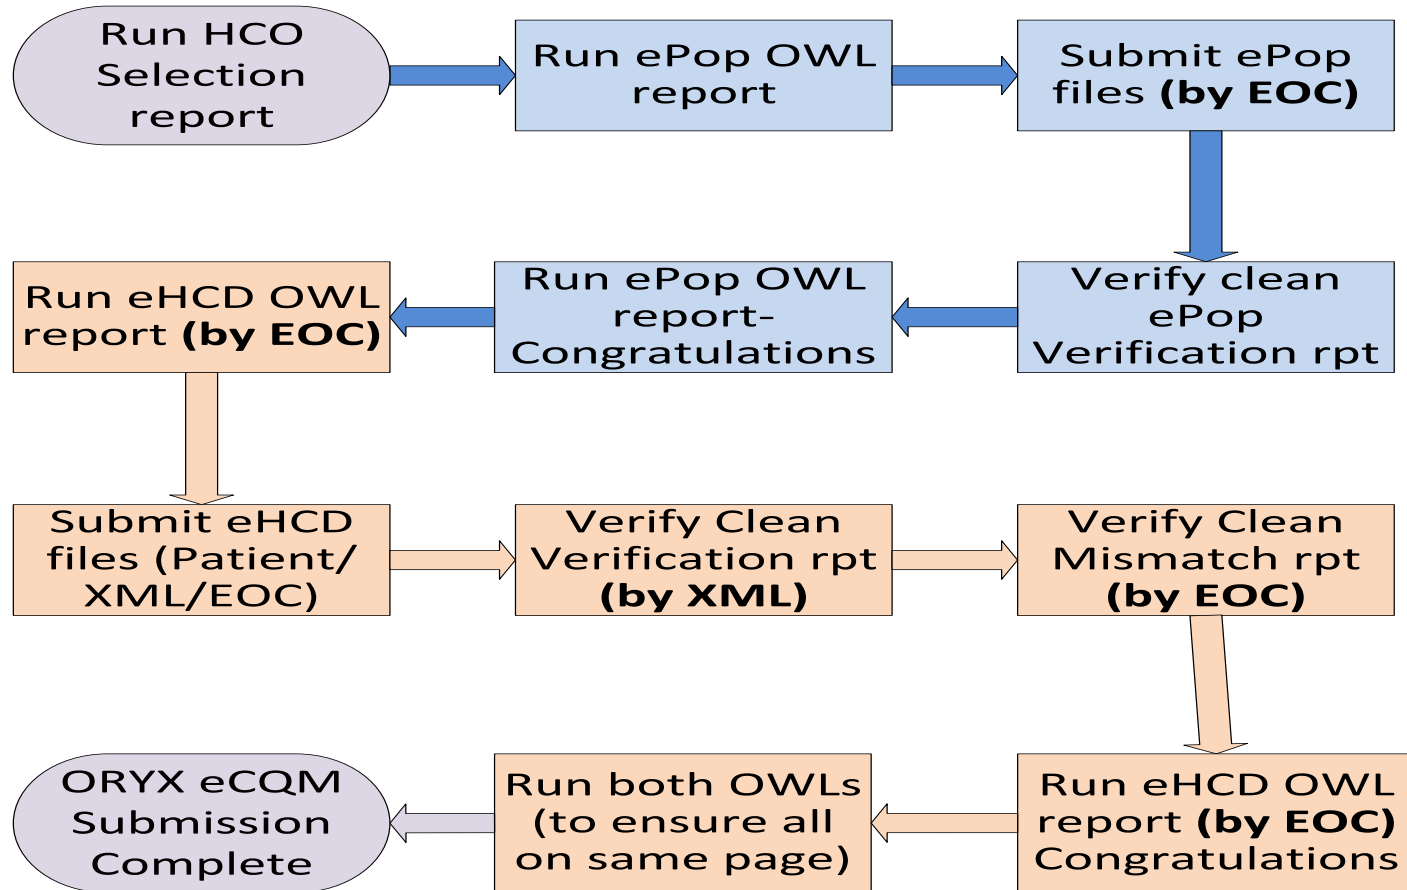 Run HCO
Selection
report
Run ePop OWL
report
Submit ePop
files (by EOC)
Run eHCD OWL
report (by EOC)
Run ePop OWL
report-
Congratulations
Verify clean
ePop
Verification rpt
Submit eHCD
files (Patient/
XML/EOC)
Verify Clean
Verification rpt
(by XML)
Verify Clean
Mismatch rpt
(by EOC)
ORYX eCQM
Submission
Complete
Run both OWLs
(to ensure all
on same page)
Run eHCD OWL
report (by EOC)
Congratulations